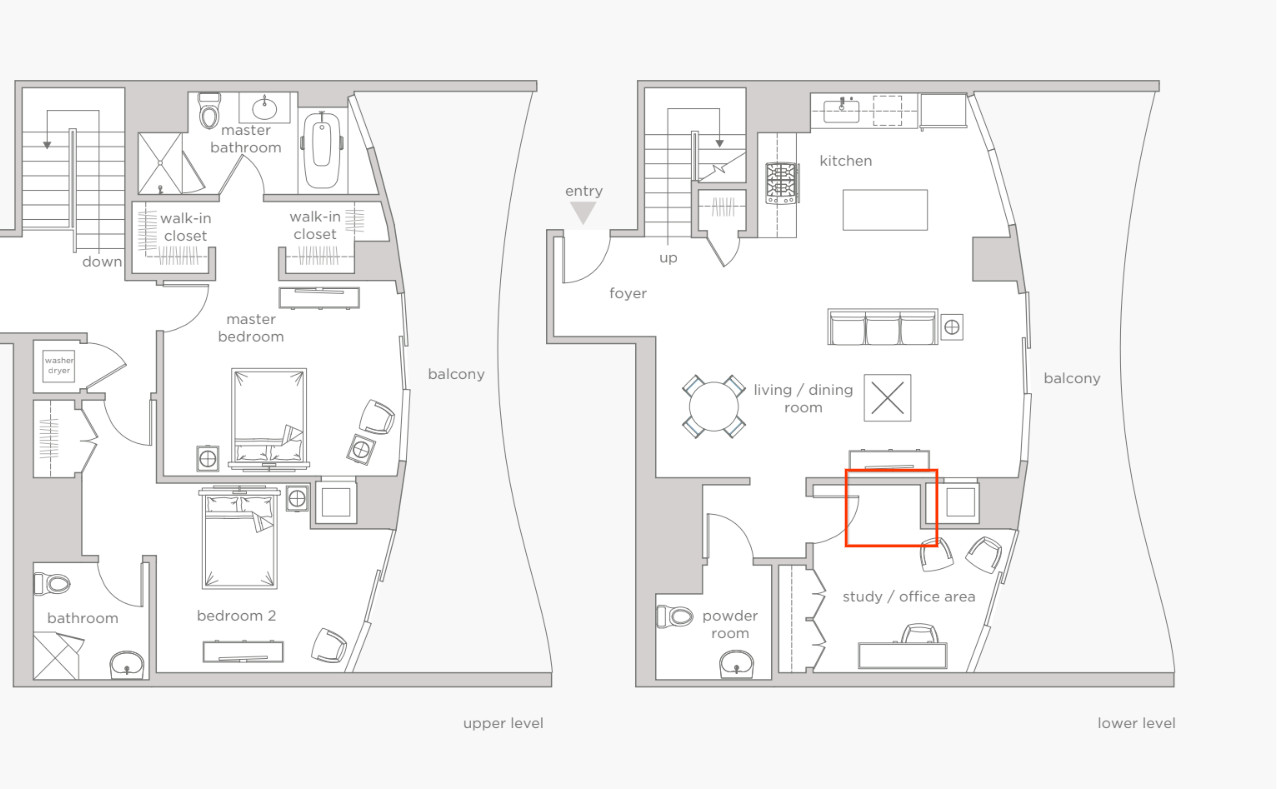 master
bathroom
walk-in
closet
walk-in
closet
down
master
bedroom
washer
dryer
balcony
bedroom 2
bathroom
upper level
entry
kitchen
up
foyer
living / dining
room
balcony
study / office area
powder
room
lower level